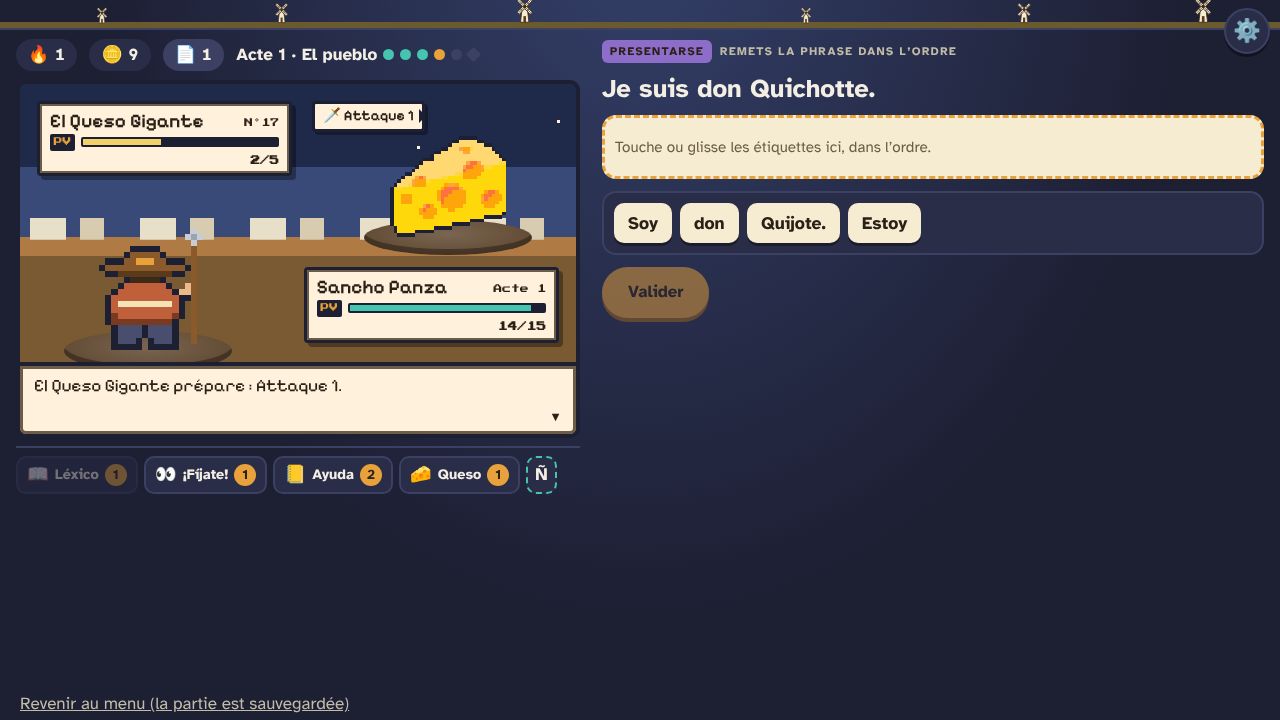 🔥 1 🪙 9 📄 1 Acte 1 · El pueblo
El Queso Gigante N°17
PV
2/5
🗡️ Attaque 1
Sancho Panza Acte 1
PV
14/15
El Queso Gigante prépare : Attaque 1.
▼
📖 Léxico 1 👀 ¡Fíjate! 1 📒 Ayuda 2 🧀 Queso 1 Ñ
Revenir au menu (la partie est sauvegardée)
PRESENTARSE REMETS LA PHRASE DANS L'ORDRE
Je suis don Quichotte.
Touche ou glisse les étiquettes ici, dans l'ordre.
Soy don Quijote. Estoy
Valider